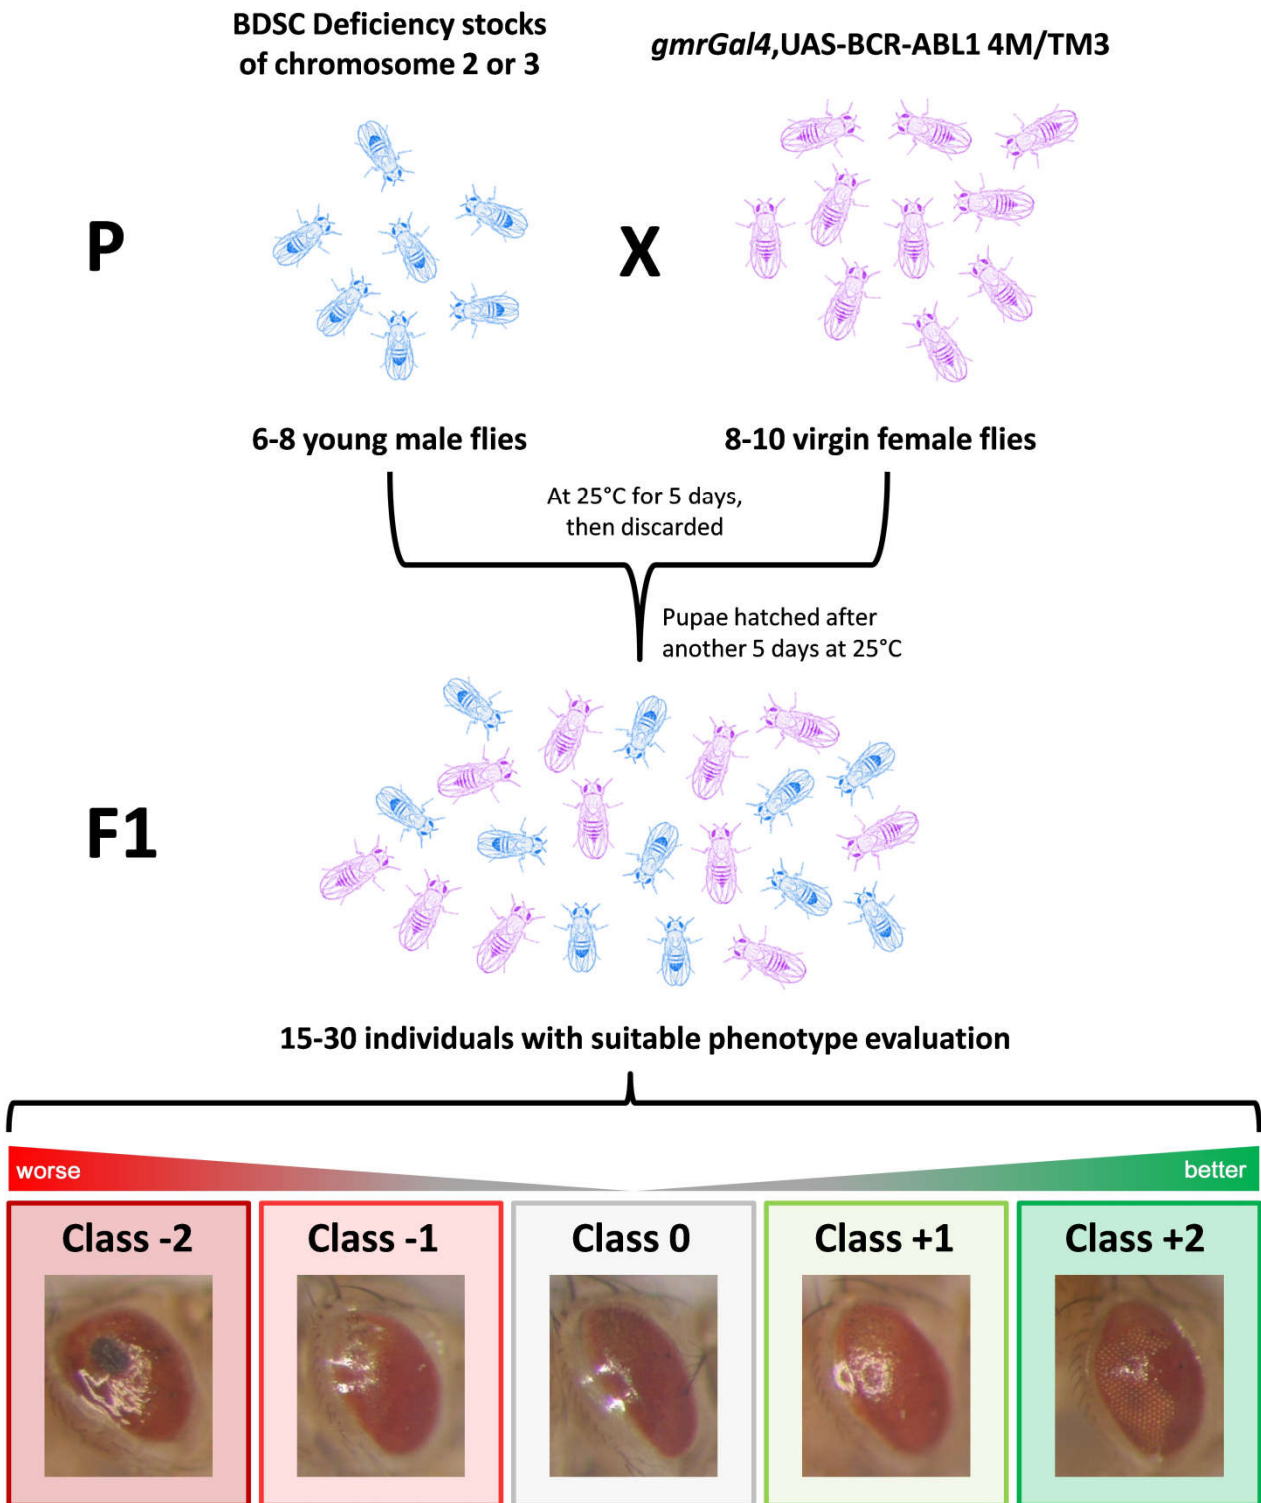 BDSC Deficiency stocks
of chromosome 2 or 3
gmrGal4,UAS-BCR-ABL1 4M/TM3
P
X
6-8 young male flies
8-10 virgin female flies
At 25°C for 5 days,
then discarded
Pupae hatched after
another 5 days at 25°C
F1
15-30 individuals with suitable phenotype evaluation
worse
better
Class -2
Class -1
Class 0
Class +1
Class +2